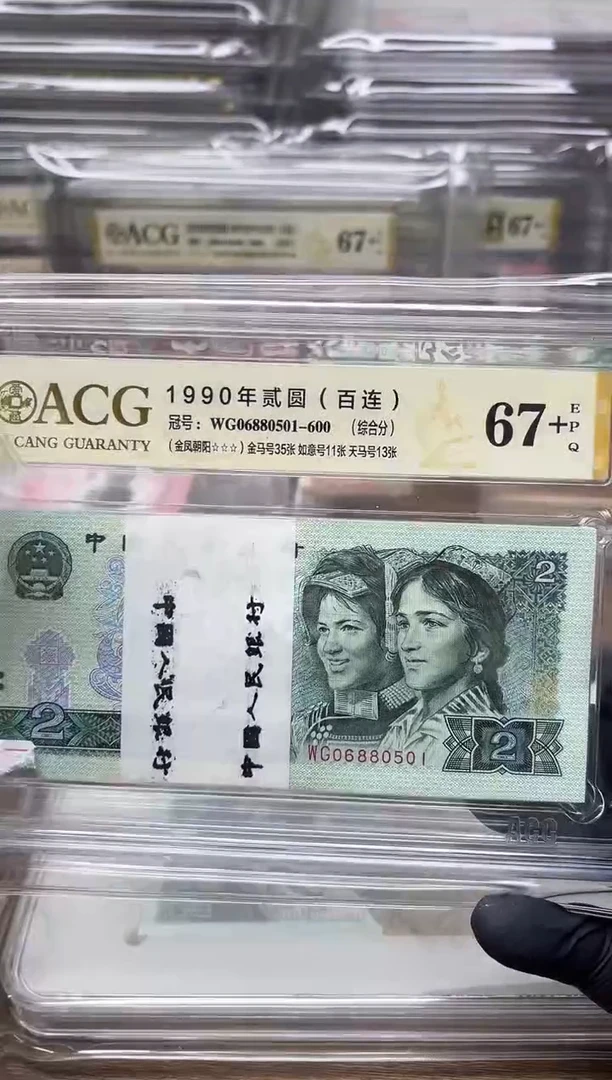 ACG
67+
67+
ACG
CANG GUARANTY
1990年贰圆（百连）
冠号：WG06880501-600 （综合分）
（金凤朝阳☆☆☆）金马号35张 如意号11张 天马号13张
67+
EPQ
中
2
中国人民银行
中国人民银行
WG06880501
2
2
ACG